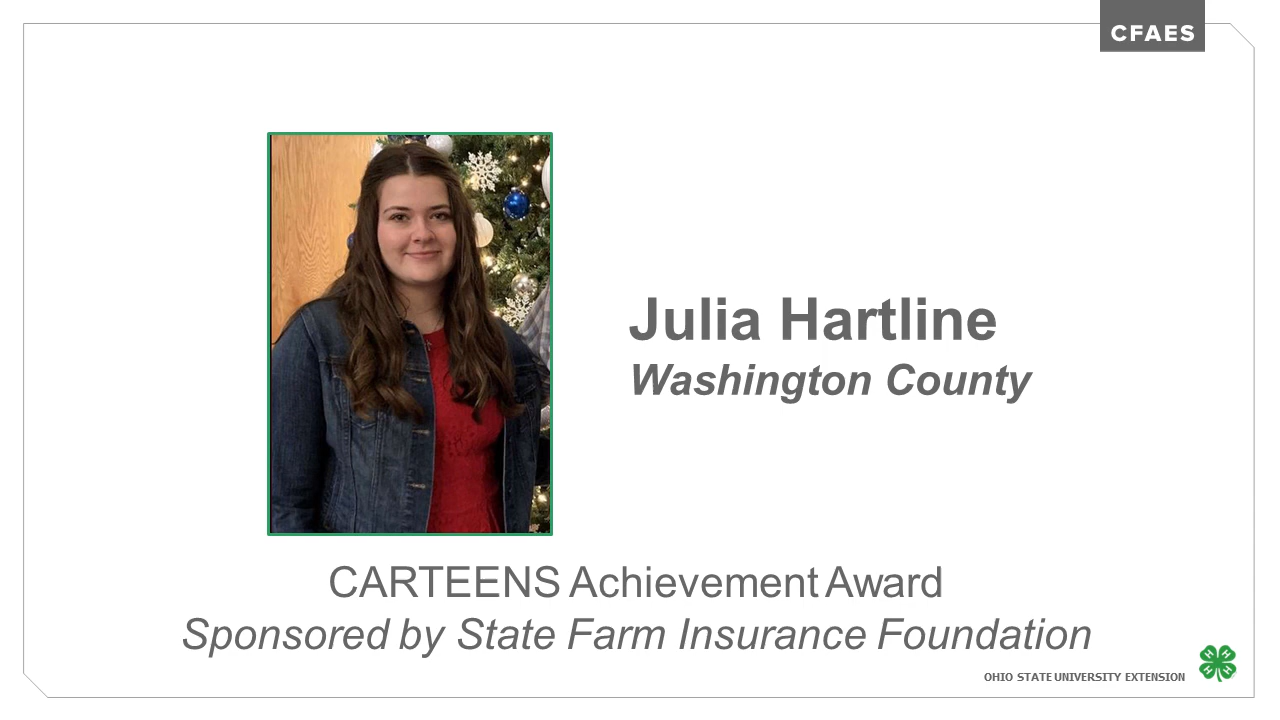 CFAES
Julia Hartline
Washington County
CARTEENS Achievement Award
Sponsored by State Farm Insurance Foundation
OHIO STATE UNIVERSITY EXTENSION
H H
H H